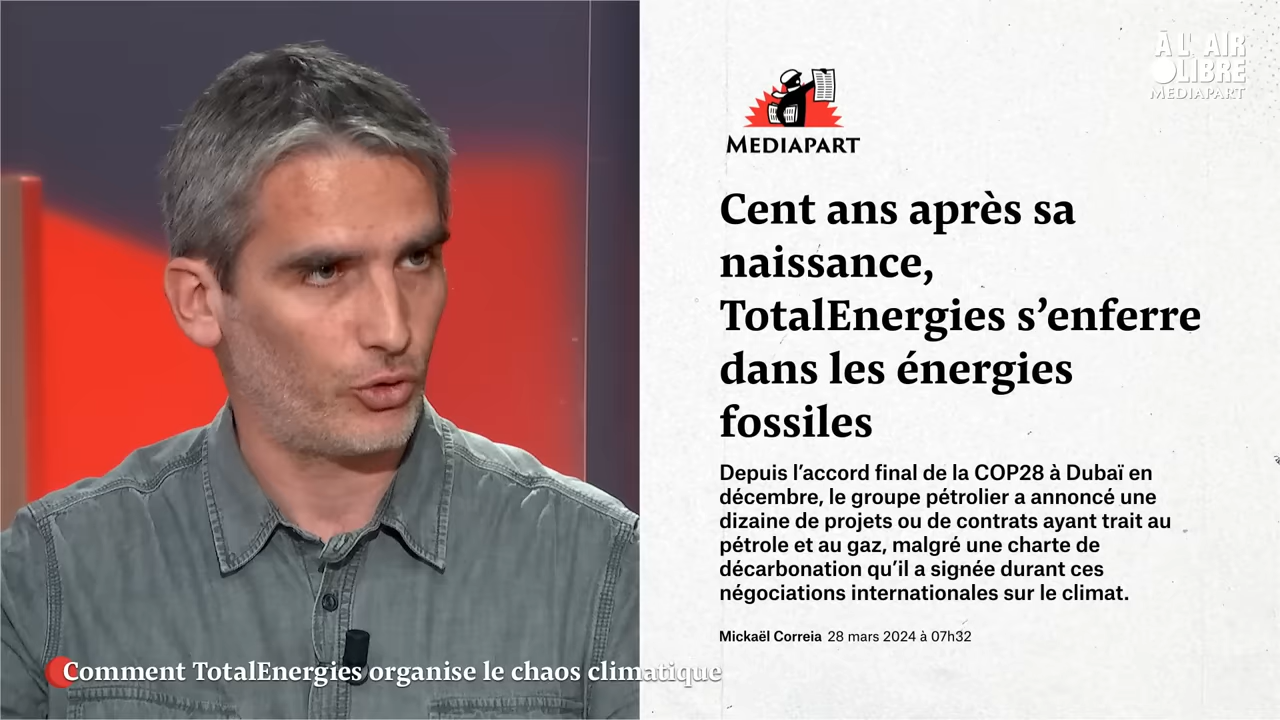 À L'AIR
LIBRE
MEDIAPART
MEDIAPART
Cent ans après sa
naissance,
TotalEnergies s'enferre
dans les énergies
fossiles
Depuis l'accord final de la COP28 à Dubaï en
décembre, le groupe pétrolier a annoncé une
dizaine de projets ou de contrats ayant trait au
pétrole et au gaz, malgré une charte de
décarbonation qu'il a signée durant ces
négociations internationales sur le climat.
Mickaël Correia 28 mars 2024 à 07h32
Comment TotalEnergies organise le chaos climatique